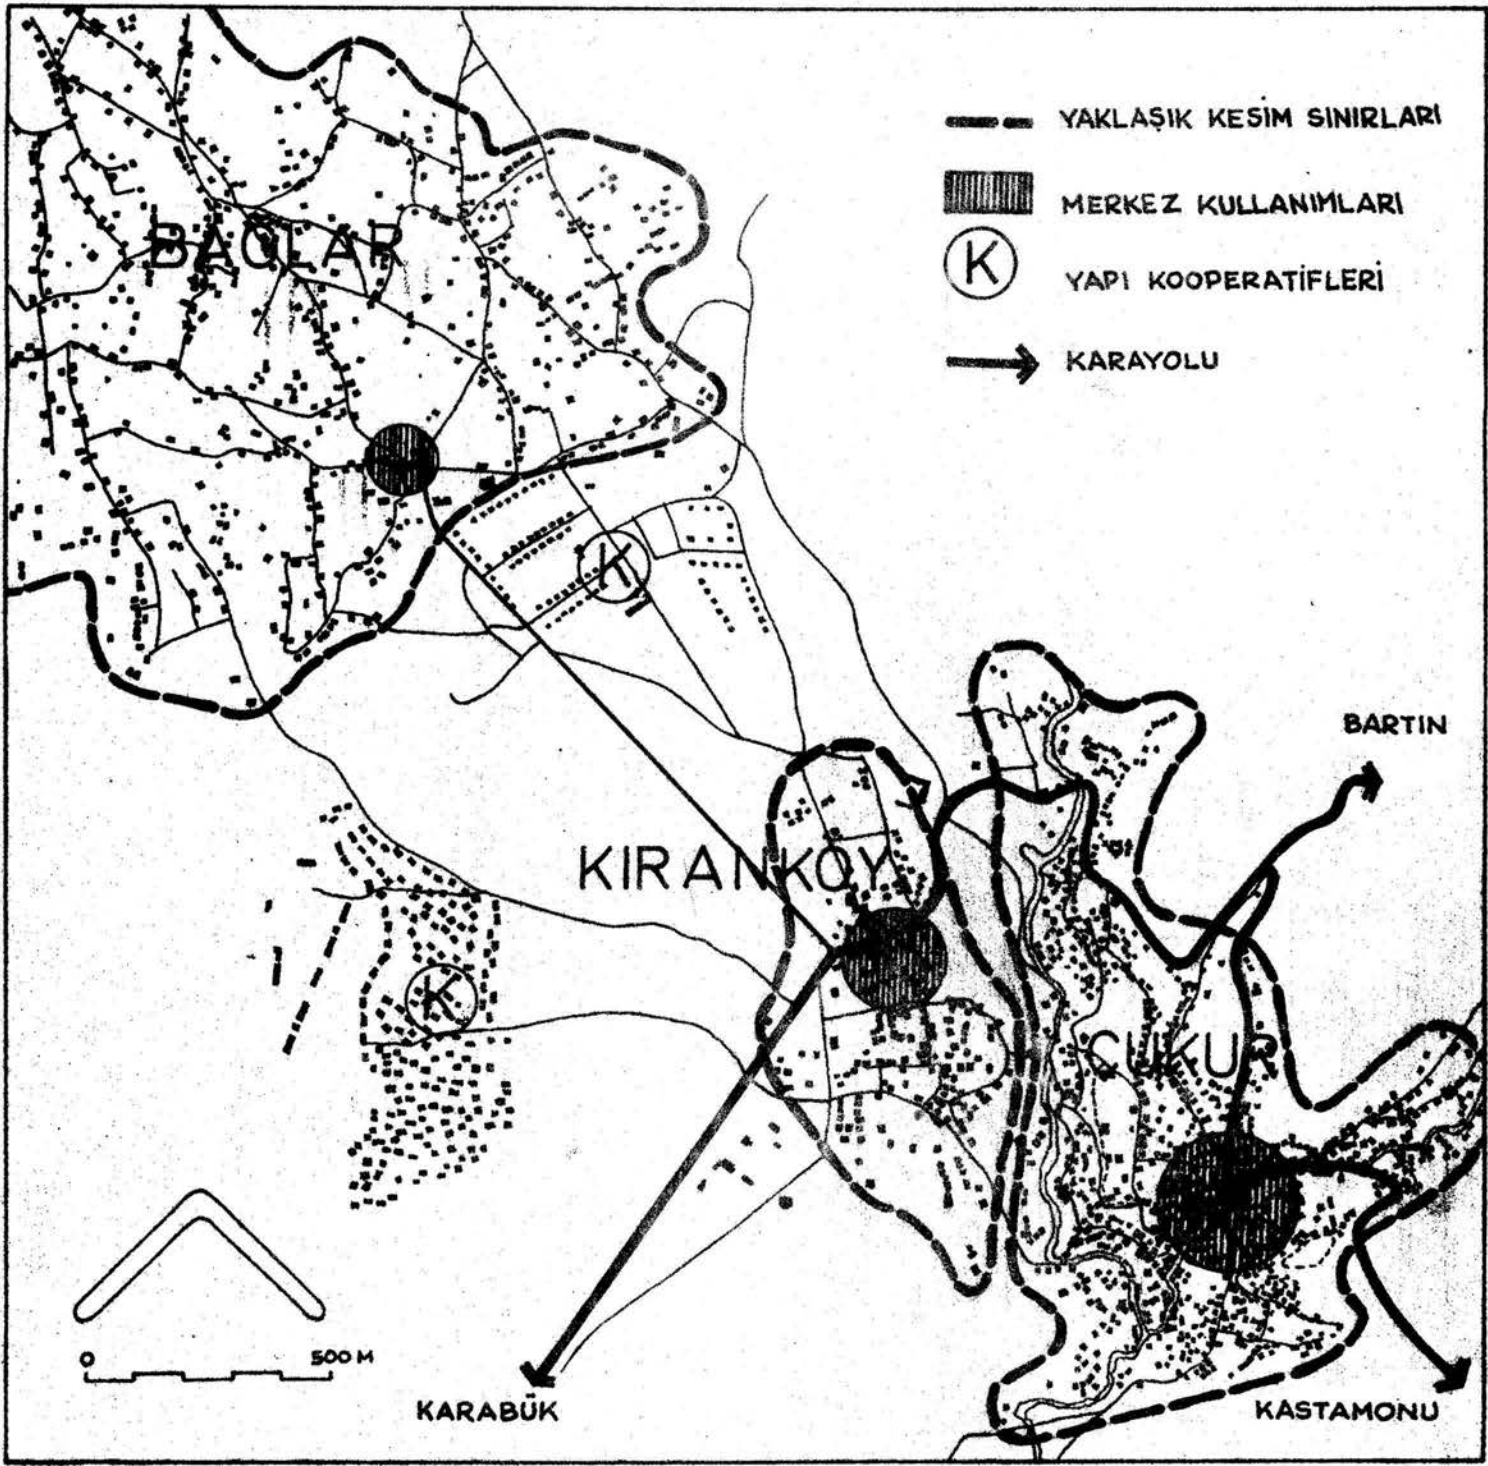 YAKLAŞIK KESİM SINIRLARI
MERKEZ KULLANIMLARI
K
YAPI KOOPERATİFLERİ
KARAYOLU
BAĞLAR
K
BARTIN
KIRANKÖY
K
ÇUKUR
0 500 M
KARABÜK
KASTAMONU